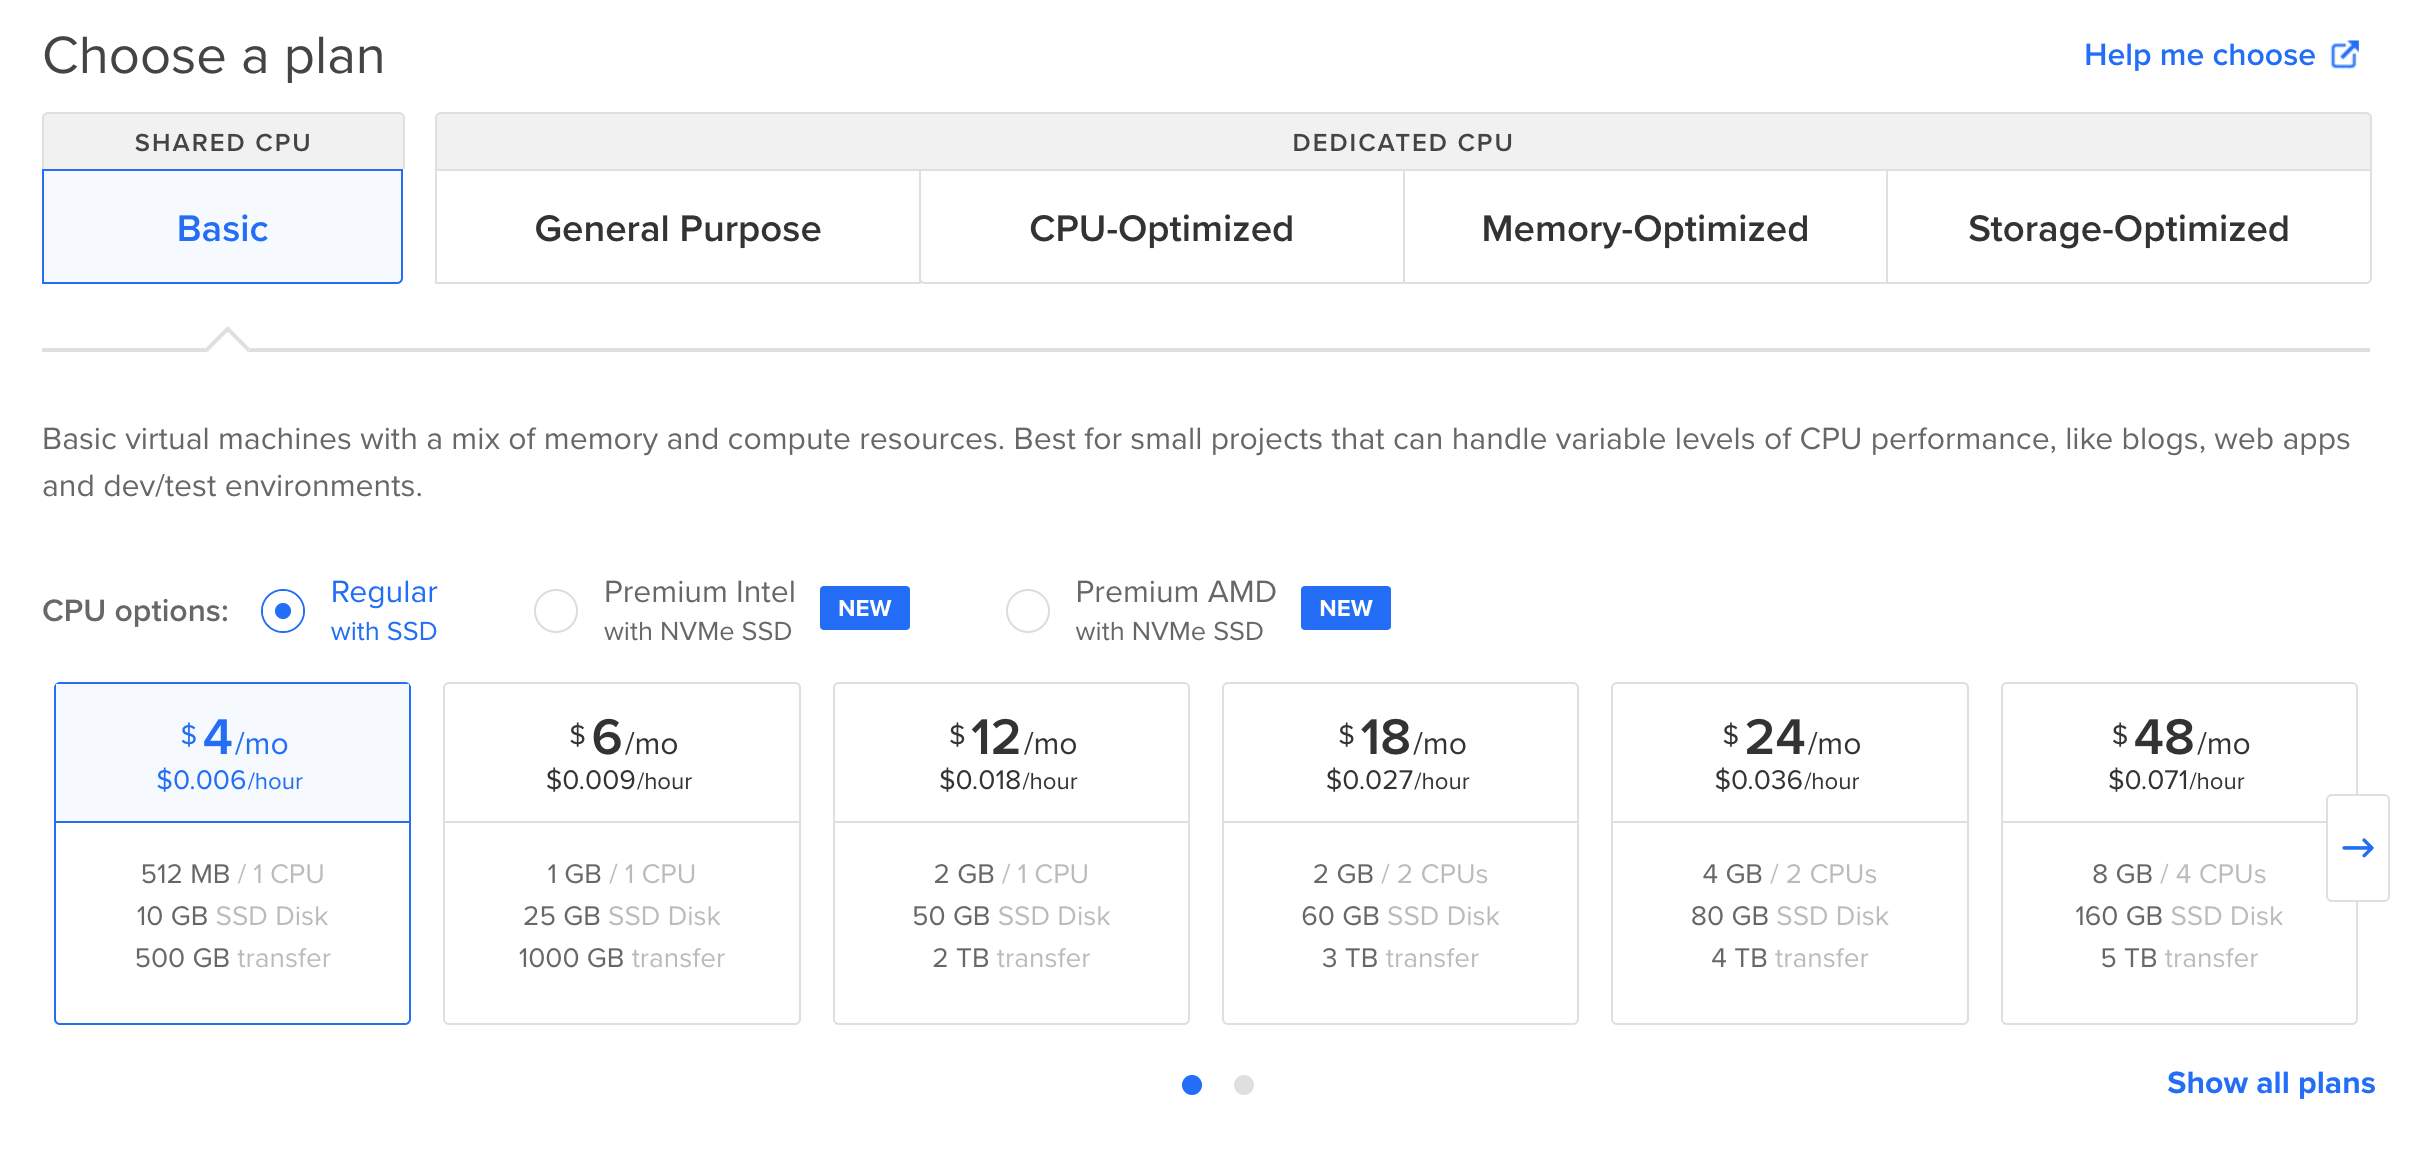 Choose a plan
Help me choose
SHARED CPU
DEDICATED CPU
Basic
General Purpose
CPU-Optimized
Memory-Optimized
Storage-Optimized
Basic virtual machines with a mix of memory and compute resources. Best for small projects that can handle variable levels of CPU performance, like blogs, web apps
and dev/test environments.
CPU options:
Regular
with SSD
Premium Intel
with NVMe SSD
NEW
Premium AMD
with NVMe SSD
NEW
$4/mo
$0.006/hour
512 MB / 1 CPU
10 GB SSD Disk
500 GB transfer
$6/mo
$0.009/hour
1 GB / 1 CPU
25 GB SSD Disk
1000 GB transfer
$12/mo
$0.018/hour
2 GB / 1 CPU
50 GB SSD Disk
2 TB transfer
$18/mo
$0.027/hour
2 GB / 2 CPUs
60 GB SSD Disk
3 TB transfer
$24/mo
$0.036/hour
4 GB / 2 CPUs
80 GB SSD Disk
4 TB transfer
$48/mo
$0.071/hour
8 GB / 4 CPUs
160 GB SSD Disk
5 TB transfer
Show all plans